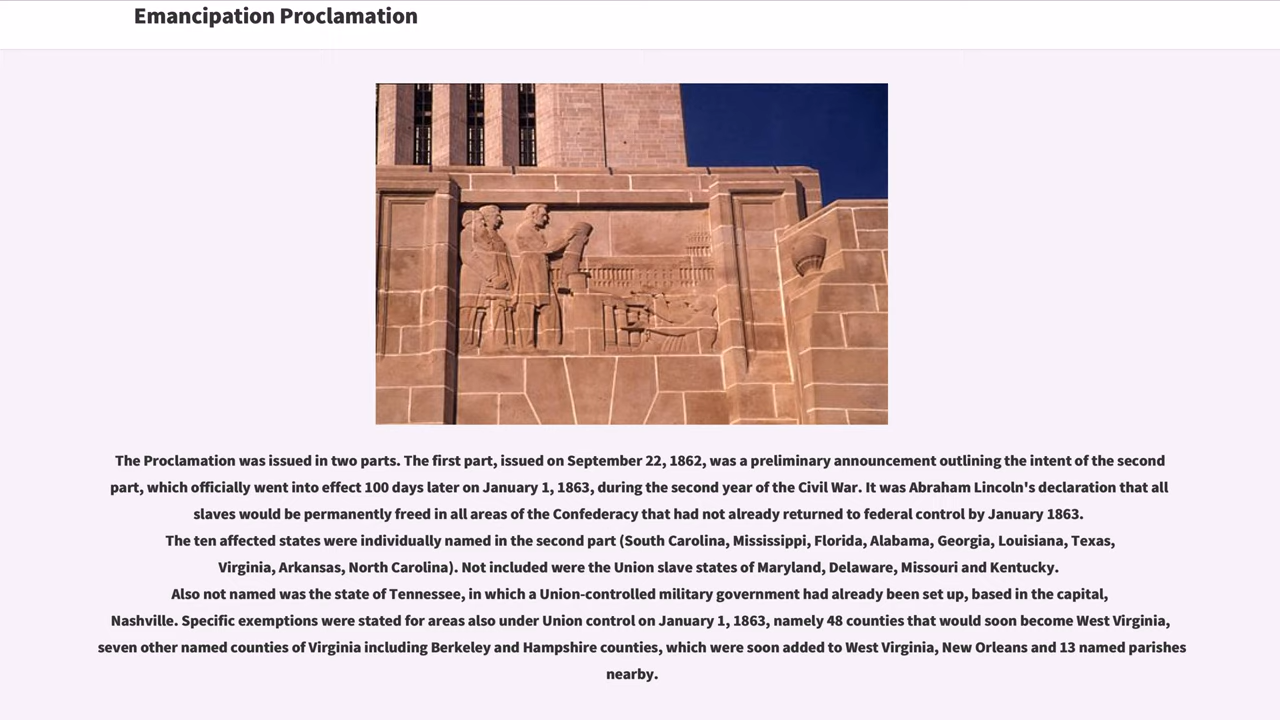 Emancipation Proclamation
The Proclamation was issued in two parts. The first part, issued on September 22, 1862, was a preliminary announcement outlining the intent of the second
part, which officially went into effect 100 days later on January 1, 1863, during the second year of the Civil War. It was Abraham Lincoln's declaration that all
slaves would be permanently freed in all areas of the Confederacy that had not already returned to federal control by January 1863.
The ten affected states were individually named in the second part (South Carolina, Mississippi, Florida, Alabama, Georgia, Louisiana, Texas,
Virginia, Arkansas, North Carolina). Not included were the Union slave states of Maryland, Delaware, Missouri and Kentucky.
Also not named was the state of Tennessee, in which a Union-controlled military government had already been set up, based in the capital,
Nashville. Specific exemptions were stated for areas also under Union control on January 1, 1863, namely 48 counties that would soon become West Virginia,
seven other named counties of Virginia including Berkeley and Hampshire counties, which were soon added to West Virginia, New Orleans and 13 named parishes
nearby.